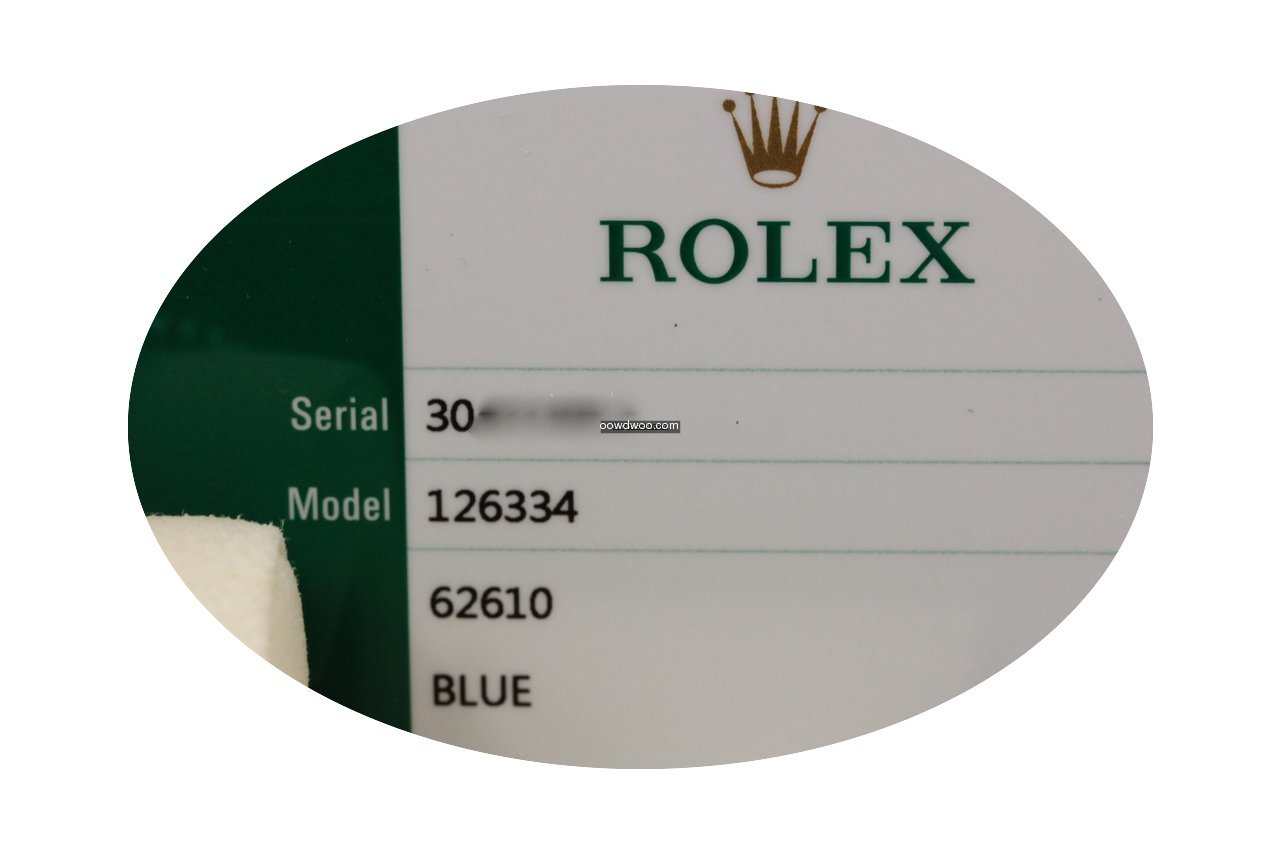 ROLEX
Serial 30
oowdwoo.com
Model 126334
62610
BLUE